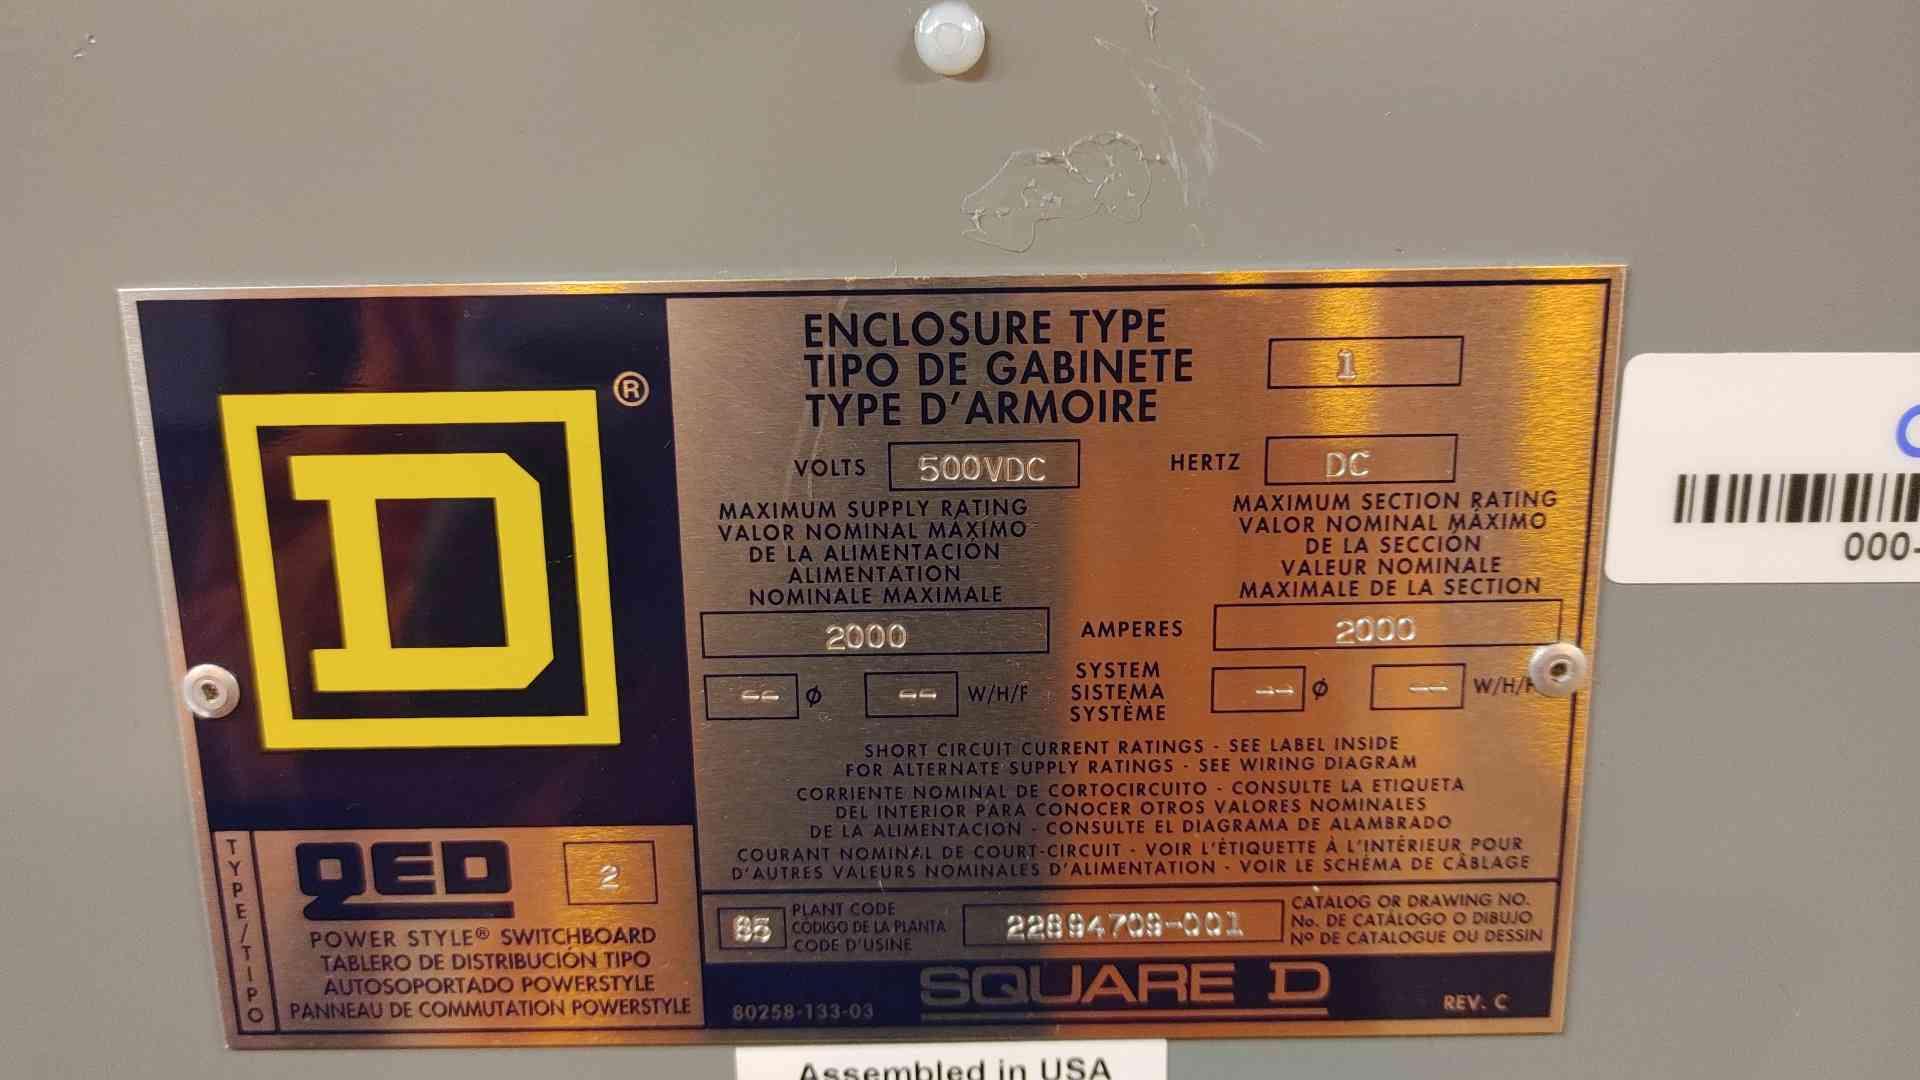 D
®
ENCLOSURE TYPE
TIPO DE GABINETE
TYPE D'ARMOIRE
1
VOLTS 500VDC
HERTZ DC
MAXIMUM SUPPLY RATING
VALOR NOMINAL MÁXIMO
DE LA ALIMENTACIÓN
ALIMENTATION
NOMINALE MAXIMALE
MAXIMUM SECTION RATING
VALOR NOMINAL MÁXIMO
DE LA SECCIÓN
VALEUR NOMINALE
MAXIMALE DE LA SECTION
2000 AMPERES 2000
-- Ø -- W/H/F
SYSTEM
SISTEMA
SYSTÈME
-- Ø -- W/H/F
SHORT CIRCUIT CURRENT RATINGS - SEE LABEL INSIDE
FOR ALTERNATE SUPPLY RATINGS - SEE WIRING DIAGRAM
CORRIENTE NOMINAL DE CORTOCIRCUITO - CONSULTE LA ETIQUETA
DEL INTERIOR PARA CONOCER OTROS VALORES NOMINALES
DE LA ALIMENTACION - CONSULTE EL DIAGRAMA DE ALAMBRADO
COURANT NOMINAL DE COURT-CIRCUIT - VOIR L'ÉTIQUETTE À L'INTÉRIEUR POUR
D'AUTRES VALEURS NOMINALES D'ALIMENTATION - VOIR LE SCHÉMA DE CÂBLAGE
TYPE/TIPO
QED 2
POWER STYLE® SWITCHBOARD
TABLERO DE DISTRIBUCIÓN TIPO
AUTOSOPORTADO POWERSTYLE
PANNEAU DE COMMUTATION POWERSTYLE
PLANT CODE
CÓDIGO DE LA PLANTA
CODE D'USINE
22894709-001
CATALOG OR DRAWING NO.
No. DE CATÁLOGO O DIBUJO
Nº DE CATALOGUE OU DESSIN
80258-133-03
SQUARE D
REV. C
Assembled in USA
000-